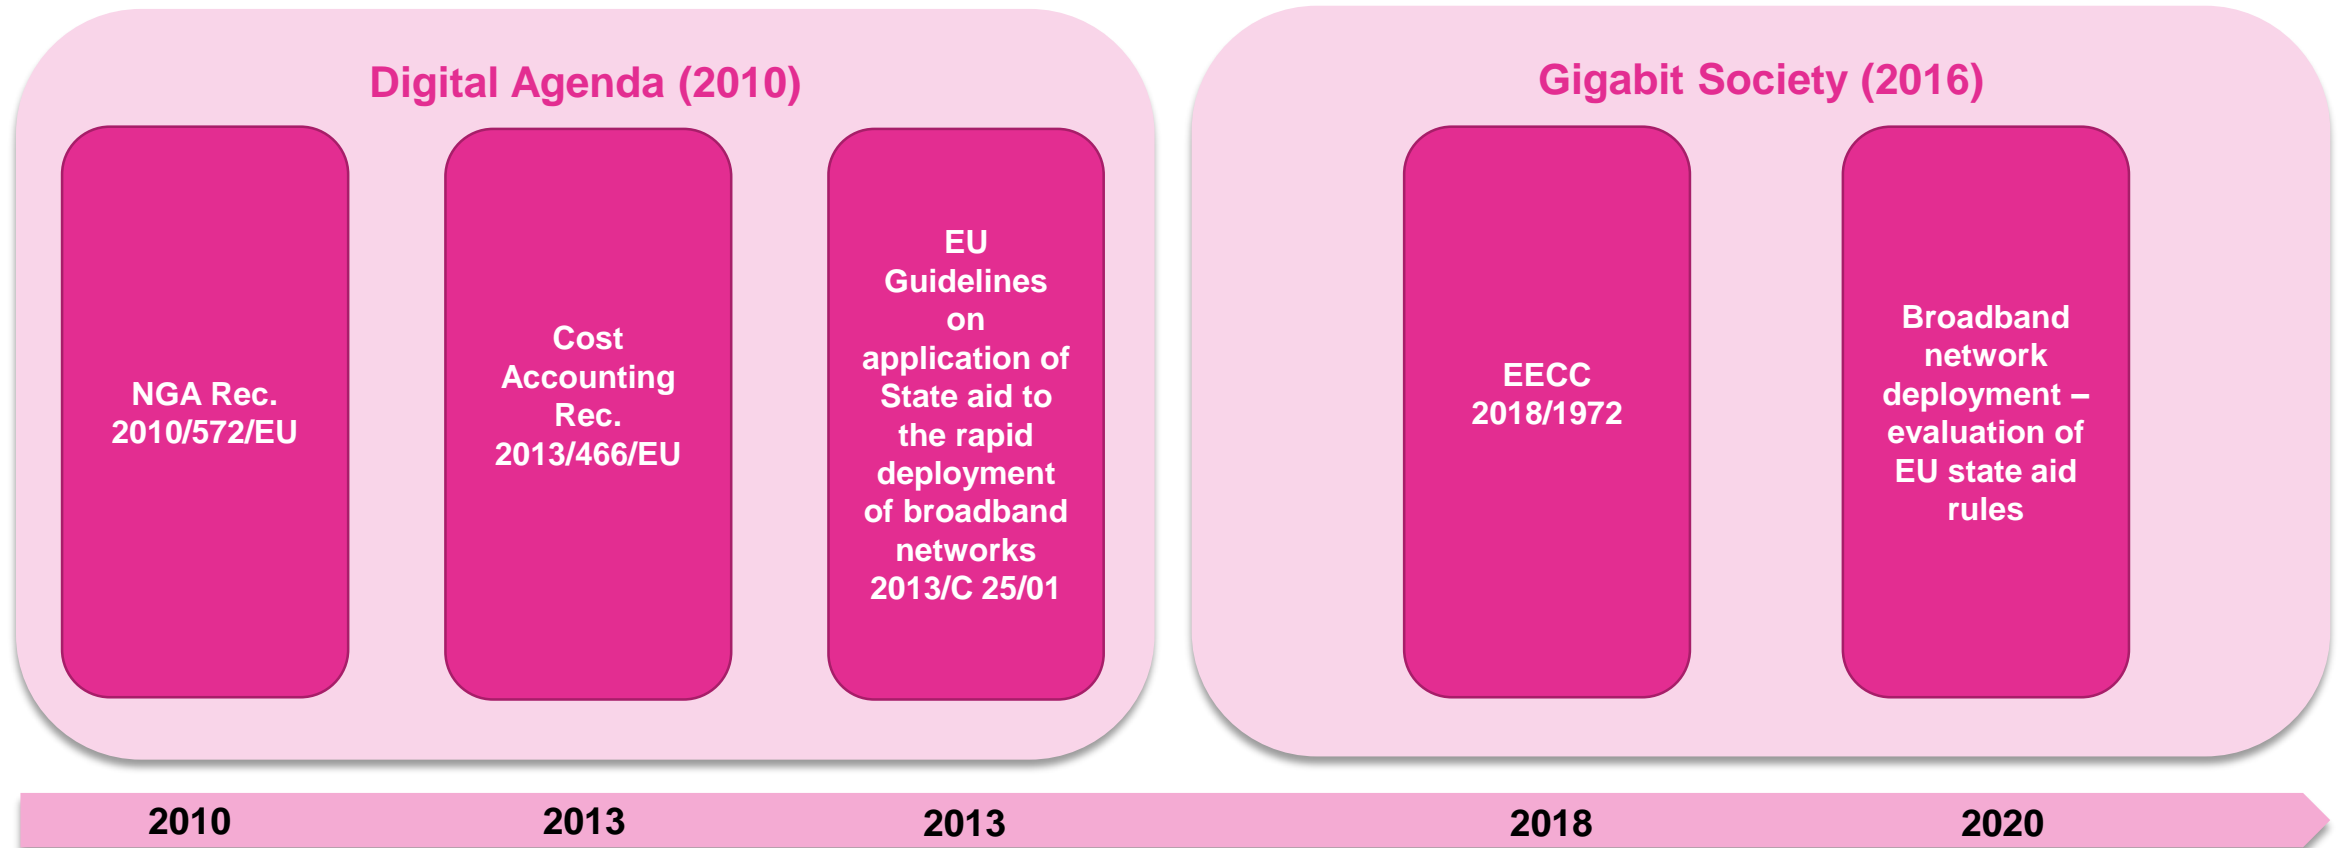 Digital Agenda (2010)
NGA Rec.
2010/572/EU
Cost
Accounting
Rec.
2013/466/EU
EU
Guidelines
on
application of
State aid to
the rapid
deployment
of broadband
networks
2013/C 25/01
Gigabit Society (2016)
EECC
2018/1972
Broadband
network
deployment –
evaluation of
EU state aid
rules
2010
2013
2013
2018
2020